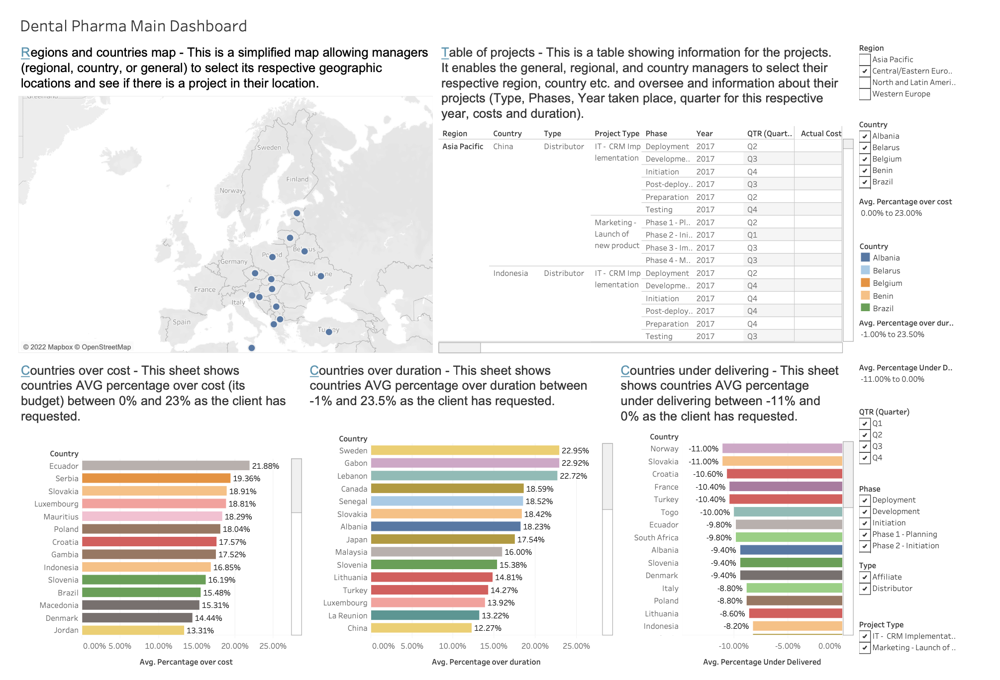 Dental Pharma Main Dashboard
Regions and countries map - This is a simplified map allowing managers
(regional, country, or general) to select its respective geographic
locations and see if there is a project in their location.
Greenland
Sweden
Finland
Norway
Belarus
Poland
Germany
Ukraine
France
Italy
Spain
Turkey
© 2022 Mapbox © OpenStreetMap
Table of projects - This is a table showing information for the projects.
It enables the general, regional, and country managers to select their
respective region, country etc. and oversee and information about their
projects (Type, Phases, Year taken place, quarter for this respective
year, costs and duration).
Region Country Type Project Type Phase Year QTR (Quart.. Actual Cost
Asia Pacific China Distributor IT - CRM Imp Deployment 2017 Q2
lementation Developme.. 2017 Q3
Initiation 2017 Q4
Post-deploy.. 2017 Q3
Preparation 2017 Q2
Testing 2017 Q4
Marketing - Phase 1 - Pl.. 2017 Q2
Launch of Phase 2 - Ini.. 2017 Q1
new product Phase 3 - Im.. 2017 Q3
Phase 4 - M.. 2017 Q3
Indonesia Distributor IT - CRM Imp Deployment 2017 Q2
lementation Developme.. 2017 Q4
Initiation 2017 Q4
Post-deploy.. 2017 Q4
Preparation 2017 Q4
Testing 2017 Q3
Region
Asia Pacific
Central/Eastern Euro..
North and Latin Ameri..
Western Europe
Country
Albania
Belarus
Belgium
Benin
Brazil
Avg. Percantage over cost
0.00% to 23.00%
Country
Albania
Belarus
Belgium
Benin
Brazil
Avg. Percentage over dur..
-1.00% to 23.50%
Avg. Percentage Under D..
-11.00% to 0.00%
QTR (Quarter)
Q1
Q2
Q3
Q4
Phase
Deployment
Development
Initiation
Phase 1 - Planning
Phase 2 - Initiation
Type
Affiliate
Distributor
Project Type
IT - CRM Implementat..
Marketing - Launch of ..
Countries over cost - This sheet shows
countries AVG percentage over cost (its
budget) between 0% and 23% as the client has
requested.
Country
Ecuador 21.88%
Serbia 19.36%
Slovakia 18.91%
Luxembourg 18.81%
Mauritius 18.29%
Poland 18.04%
Croatia 17.57%
Gambia 17.52%
Indonesia 16.85%
Slovenia 16.19%
Brazil 15.48%
Macedonia 15.31%
Denmark 14.44%
Jordan 13.31%
0.00% 5.00% 10.00% 15.00% 20.00% 25.00%
Avg. Percantage over cost
Countries over duration - This sheet shows
countries AVG percentage over duration between
-1% and 23.5% as the client has requested.
Country
Sweden 22.95%
Gabon 22.92%
Lebanon 22.72%
Canada 18.59%
Senegal 18.52%
Slovakia 18.42%
Albania 18.23%
Japan 17.54%
Malaysia 16.00%
Slovenia 15.38%
Lithuania 14.81%
Turkey 14.27%
Luxembourg 13.92%
La Reunion 13.22%
China 12.27%
0.00% 5.00% 10.00% 15.00% 20.00% 25.00%
Avg. Percentage over duration
Countries under delivering - This sheet
shows countries AVG percentage
under delivering between -11% and
0% as the client has requested.
Country
Norway -11.00%
Slovakia -11.00%
Croatia -10.60%
France -10.40%
Turkey -10.40%
Togo -10.00%
Ecuador -9.80%
South Africa -9.80%
Albania -9.40%
Slovenia -9.40%
Denmark -9.40%
Italy -8.80%
Poland -8.80%
Lithuania -8.60%
Indonesia -8.20%
-10.00% -5.00% 0.00%
Avg. Percentage Under Delivered